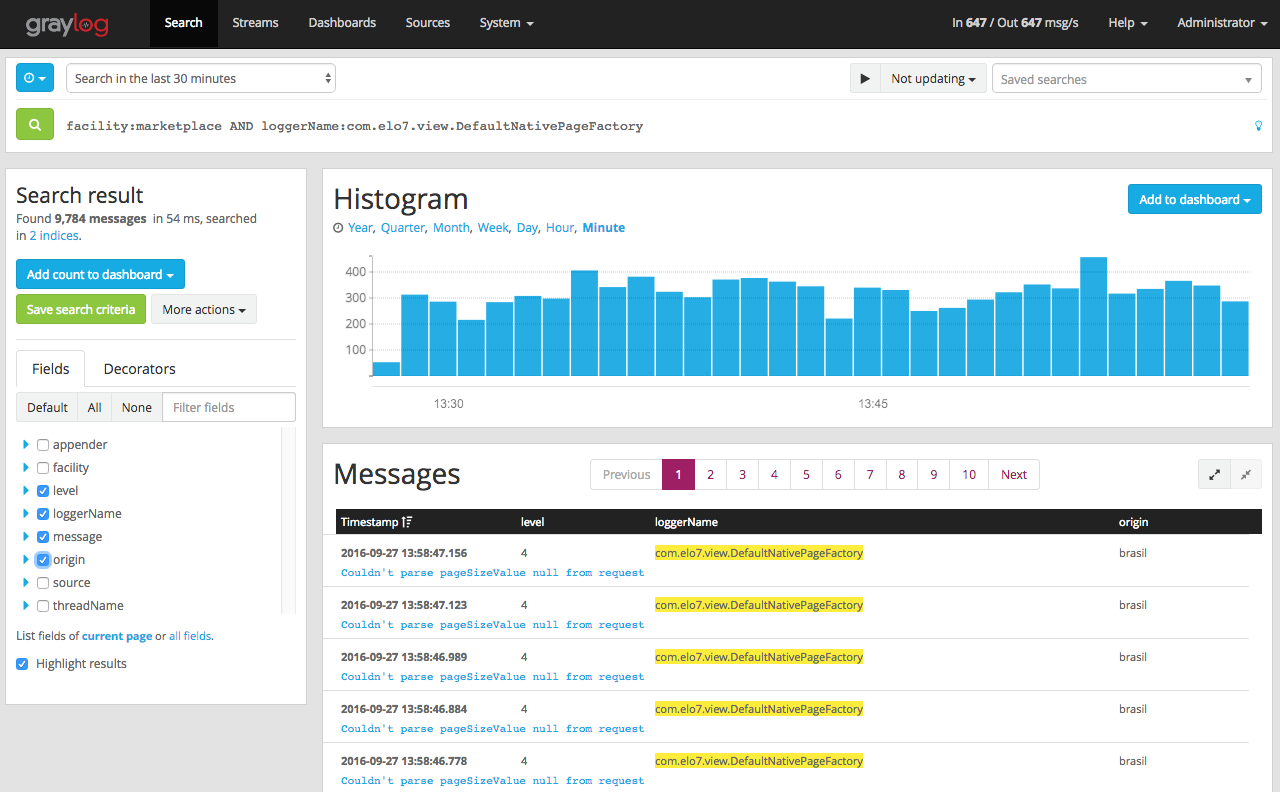 graylog Search Streams Dashboards Sources System In 647 / Out 647 msg/s Help Administrator
Search in the last 30 minutes Not updating Saved searches
facility:marketplace AND loggerName:com.elo7.view.DefaultNativePageFactory
Search result
Found 9,784 messages in 54 ms, searched
in 2 indices.
Add count to dashboard
Save search criteria More actions
Fields Decorators
Default All None Filter fields
appender
facility
level
loggerName
message
origin
source
threadName
List fields of current page or all fields.
Highlight results
Histogram
Add to dashboard
Year, Quarter, Month, Week, Day, Hour, Minute
400
300
200
100
13:30 13:45
Messages
Previous 1 2 3 4 5 6 7 8 9 10 Next
Timestamp level loggerName origin
2016-09-27 13:58:47.156 4 com.elo7.view.DefaultNativePageFactory brasil
Couldn't parse pageSizeValue null from request
2016-09-27 13:58:47.123 4 com.elo7.view.DefaultNativePageFactory brasil
Couldn't parse pageSizeValue null from request
2016-09-27 13:58:46.989 4 com.elo7.view.DefaultNativePageFactory brasil
Couldn't parse pageSizeValue null from request
2016-09-27 13:58:46.884 4 com.elo7.view.DefaultNativePageFactory brasil
Couldn't parse pageSizeValue null from request
2016-09-27 13:58:46.778 4 com.elo7.view.DefaultNativePageFactory brasil
Couldn't parse pageSizeValue null from request